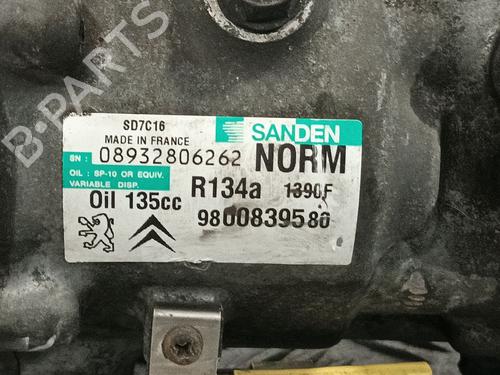 B-PARTS
SD7C16
MADE IN FRANCE
SANDEN
SN : 08932806262 NORM
OIL : SP-10 OR EQUIV.
VARIABLE DISP.
R134a 1390F
Oil 135cc
9800839580